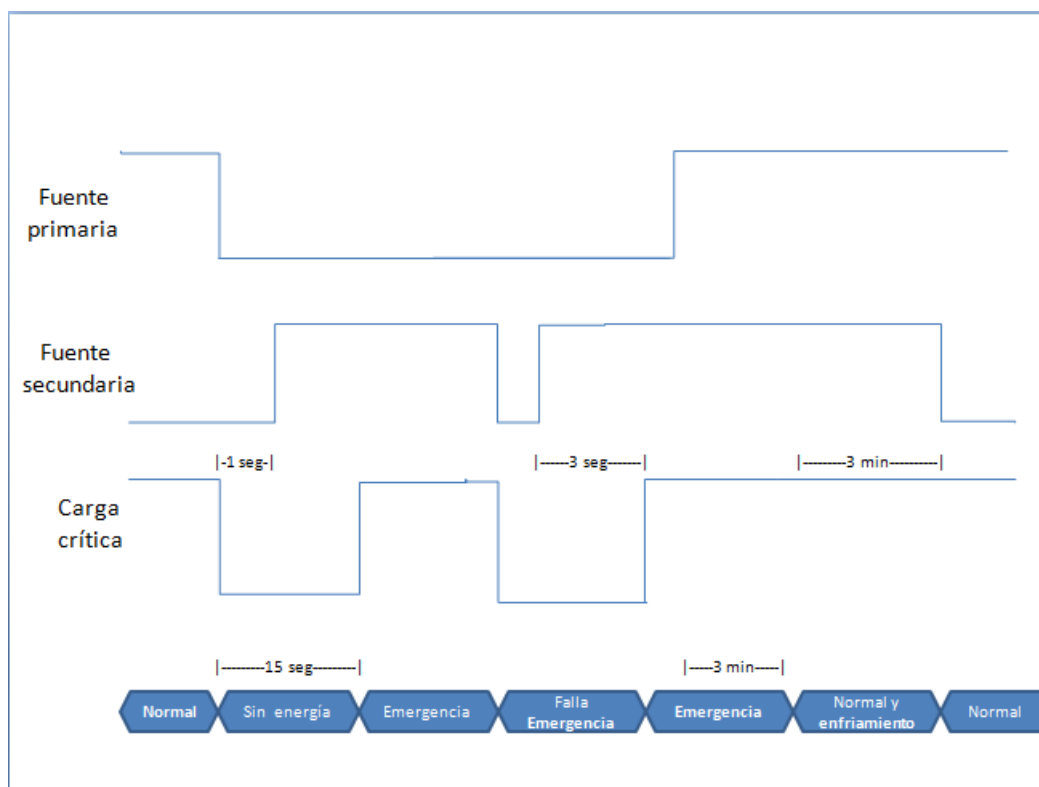 Fuente
primaria
Fuente
secundaria
|-1 seg-|
|------3 seg-------|
|---------3 min----------|
Carga
crítica
|---------15 seg---------|
|-----3 min-----|
Normal
Sin energía
Emergencia
Falla
Emergencia
Emergencia
Normal y
enfriamiento
Normal